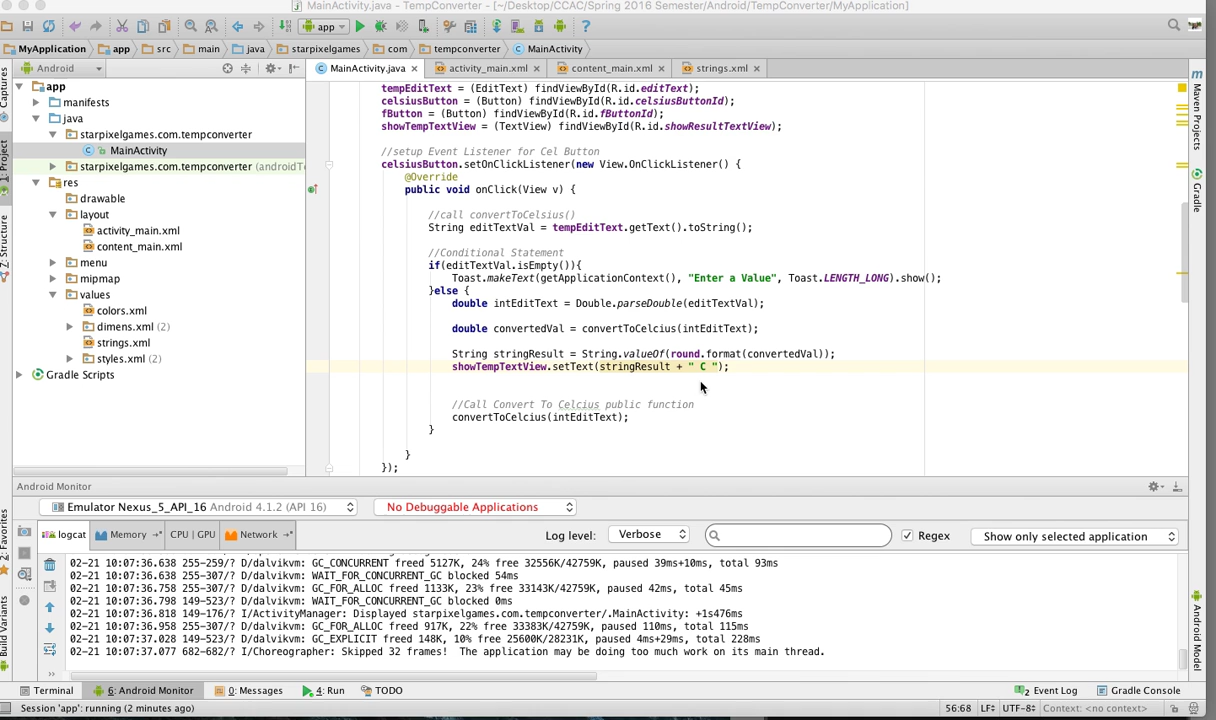 MainActivity.java - TempConverter - [~/Desktop/CCAC/Spring 2016 Semester/Android/TempConverter/MyApplication]
app
MyApplication app src main java starpixelgames com tempconverter MainActivity
Android
MainActivity.java × activity_main.xml × content_main.xml × strings.xml ×
app
manifests
java
starpixelgames.com.tempconverter
MainActivity
starpixelgames.com.tempconverter (androidT
res
drawable
layout
activity_main.xml
content_main.xml
menu
mipmap
values
colors.xml
dimens.xml (2)
strings.xml
styles.xml (2)
Gradle Scripts
tempEditText = (EditText) findViewById(R.id.editText);
celsiusButton = (Button) findViewById(R.id.celsiusButtonId);
fButton = (Button) findViewById(R.id.fButtonId);
showTempTextView = (TextView) findViewById(R.id.showResultTextView);
//setup Event Listener for Cel Button
celsiusButton.setOnClickListener(new View.OnClickListener() {
@Override
public void onClick(View v) {
//call convertToCelsius()
String editTextVal = tempEditText.getText().toString();
//Conditional Statement
if(editTextVal.isEmpty()){
Toast.makeText(getApplicationContext(), "Enter a Value", Toast.LENGTH_LONG).show();
}else {
double intEditText = Double.parseDouble(editTextVal);
double convertedVal = convertToCelcius(intEditText);
String stringResult = String.valueOf(round.format(convertedVal));
showTempTextView.setText(stringResult + " C ");
//Call Convert To Celcius public function
convertToCelcius(intEditText);
}
}
});
Captures
1: Project
7: Structure
2: Favorites
Build Variants
Maven Projects
Gradle
Android Model
Android Monitor
Emulator Nexus_5_API_16 Android 4.1.2 (API 16) No Debuggable Applications
logcat Memory CPU | GPU Network Log level: Verbose Regex Show only selected application
02-21 10:07:36.638 255-259/? D/dalvikvm: GC_CONCURRENT freed 5127K, 24% free 32556K/42759K, paused 39ms+10ms, total 93ms
02-21 10:07:36.638 255-307/? D/dalvikvm: WAIT_FOR_CONCURRENT_GC blocked 54ms
02-21 10:07:36.758 255-307/? D/dalvikvm: GC_FOR_ALLOC freed 1133K, 23% free 33143K/42759K, paused 42ms, total 45ms
02-21 10:07:36.798 149-523/? D/dalvikvm: WAIT_FOR_CONCURRENT_GC blocked 0ms
02-21 10:07:36.818 149-176/? I/ActivityManager: Displayed starpixelgames.com.tempconverter/.MainActivity: +1s476ms
02-21 10:07:36.958 255-307/? D/dalvikvm: GC_FOR_ALLOC freed 917K, 22% free 33383K/42759K, paused 110ms, total 115ms
02-21 10:07:37.028 149-523/? D/dalvikvm: GC_EXPLICIT freed 148K, 10% free 25600K/28231K, paused 4ms+29ms, total 228ms
02-21 10:07:37.077 682-682/? I/Choreographer: Skipped 32 frames!  The application may be doing too much work on its main thread.
Terminal 6: Android Monitor 0: Messages 4: Run TODO 2 Event Log Gradle Console
Session 'app': running (2 minutes ago) 56:68 LF÷ UTF-8÷ Context: <no context>